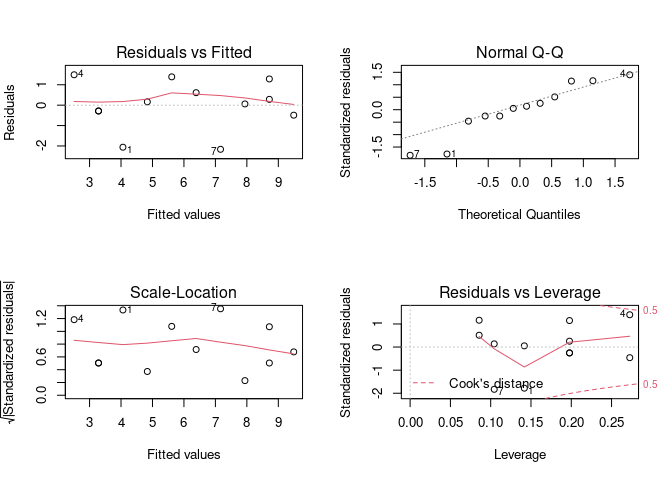 Residuals vs Fitted
Residuals
1
0
-2
4
1
7
3 4 5 6 7 8 9
Fitted values
Normal Q-Q
Standardized residuals
1.5
0.0
-1.5
4
7
1
-1.5 -0.5 0.0 0.5 1.0 1.5
Theoretical Quantiles
Scale-Location
√|Standardized residuals|
1.2
0.6
0.0
4
1
7
3 4 5 6 7 8 9
Fitted values
Residuals vs Leverage
Standardized residuals
1
0
-1
-2
4
7
1
0.5
0.5
Cook's distance
0.00 0.05 0.10 0.15 0.20 0.25
Leverage